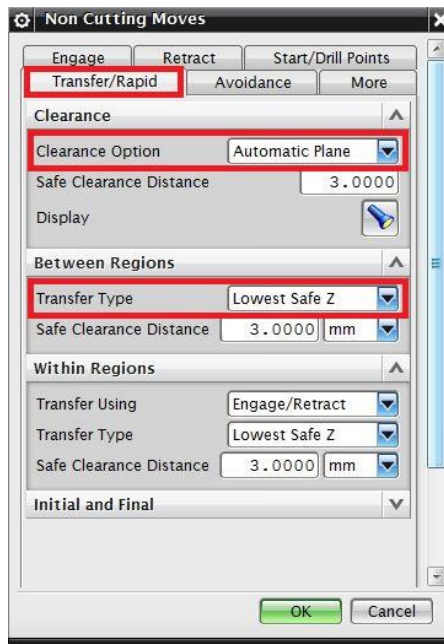 Non Cutting Moves
Engage Retract Start/Drill Points
Transfer/Rapid Avoidance More
Clearance
Clearance Option Automatic Plane
Safe Clearance Distance 3.0000
Display
Between Regions
Transfer Type Lowest Safe Z
Safe Clearance Distance 3.0000 mm
Within Regions
Transfer Using Engage/Retract
Transfer Type Lowest Safe Z
Safe Clearance Distance 3.0000 mm
Initial and Final
OK Cancel